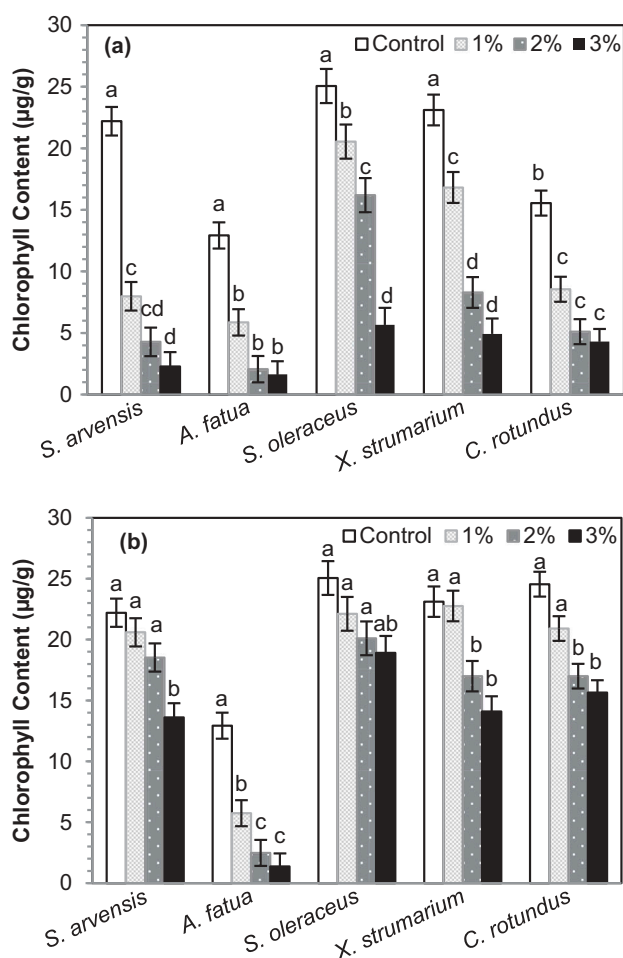 (a) Control 1% 2% 3%
Chlorophyll Content (µg/g)
30
25
20
15
10
5
0
a
c
cd
d
a
b
b
b
a
b
c
d
a
c
d
d
b
c
c
c
S. arvensis
A. fatua
S. oleraceus
X. strumarium
C. rotundus
(b) Control 1% 2% 3%
Chlorophyll Content (µg/g)
30
25
20
15
10
5
0
a
a
a
b
a
b
c
c
a
a
a
ab
a
a
b
b
a
a
b
b
S. arvensis
A. fatua
S. oleraceus
X. strumarium
C. rotundus